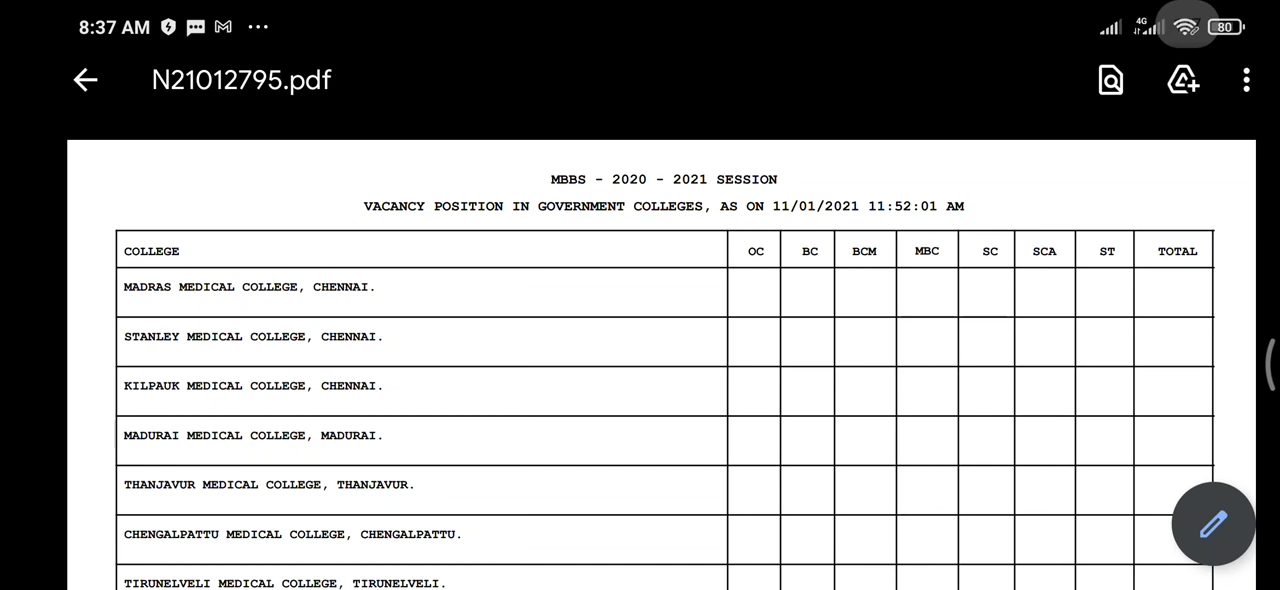 8:37 AM 4G 80
N21012795.pdf
MBBS - 2020 - 2021 SESSION
VACANCY POSITION IN GOVERNMENT COLLEGES, AS ON 11/01/2021 11:52:01 AM
COLLEGE OC BC BCM MBC SC SCA ST TOTAL
MADRAS MEDICAL COLLEGE, CHENNAI.
STANLEY MEDICAL COLLEGE, CHENNAI.
KILPAUK MEDICAL COLLEGE, CHENNAI.
MADURAI MEDICAL COLLEGE, MADURAI.
THANJAVUR MEDICAL COLLEGE, THANJAVUR.
CHENGALPATTU MEDICAL COLLEGE, CHENGALPATTU.
TIRUNELVELI MEDICAL COLLEGE, TIRUNELVELI.